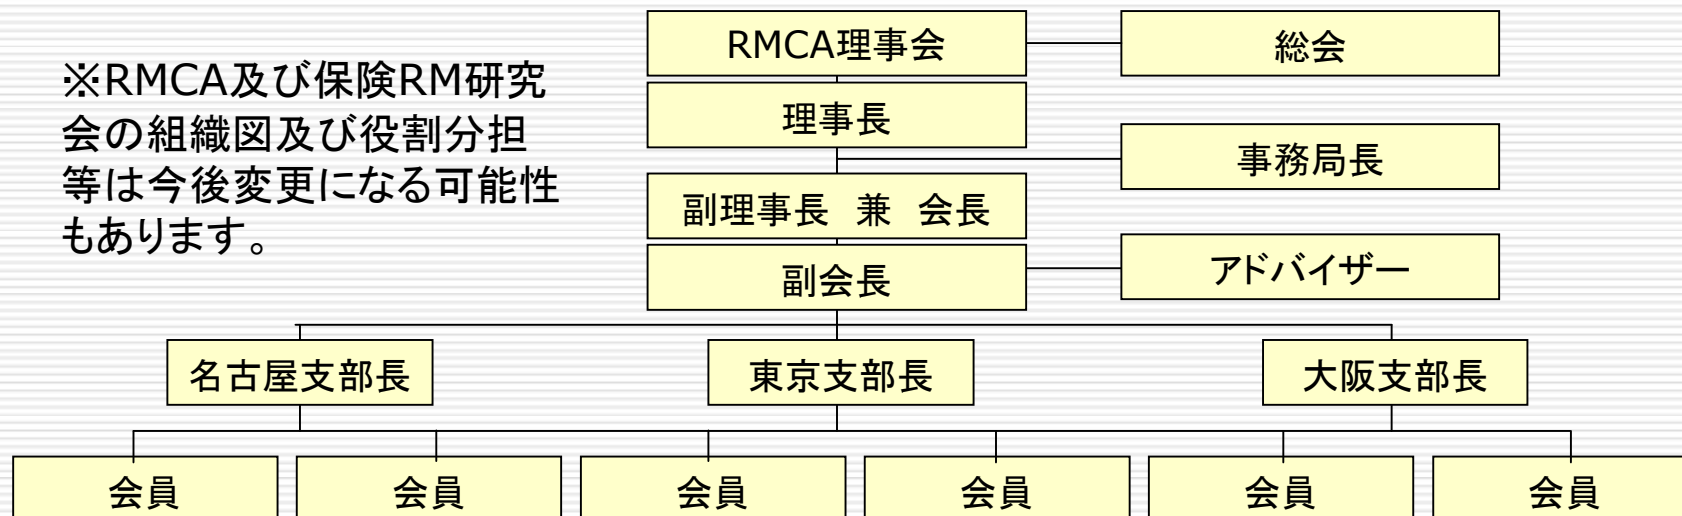 RMCA理事会
総会
※RMCA及び保険RM研究
会の組織図及び役割分担
等は今後変更になる可能性
もあります。
理事長
事務局長
副理事長　兼　会長
副会長
アドバイザー
名古屋支部長
東京支部長
大阪支部長
会員
会員
会員
会員
会員
会員